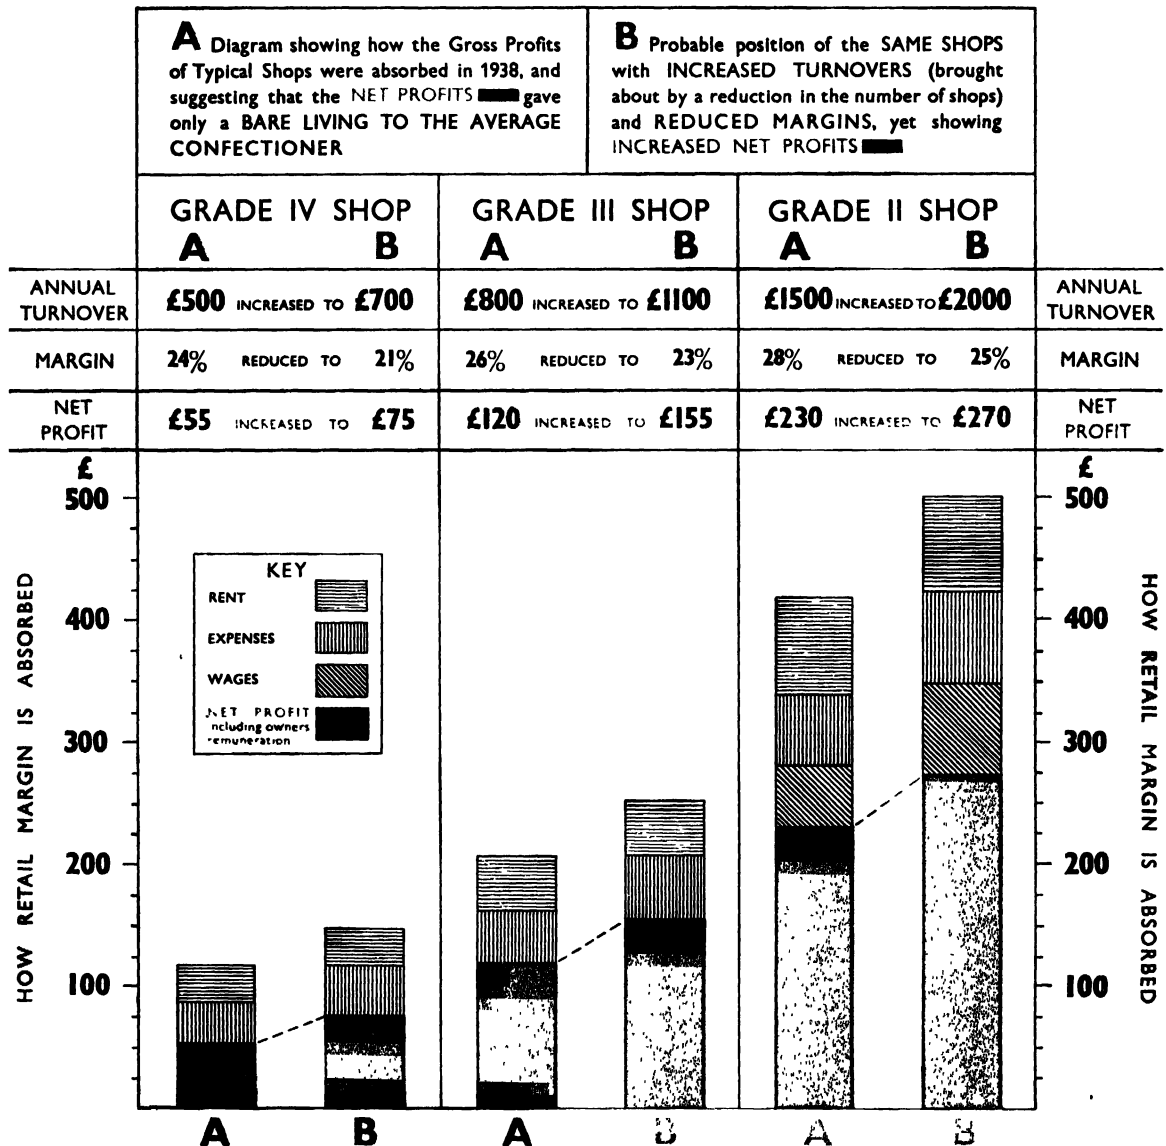 A Diagram showing how the Gross Profits
of Typical Shops were absorbed in 1938, and
suggesting that the NET PROFITS gave
only a BARE LIVING TO THE AVERAGE
CONFECTIONER
B Probable position of the SAME SHOPS
with INCREASED TURNOVERS (brought
about by a reduction in the number of shops)
and REDUCED MARGINS, yet showing
INCREASED NET PROFITS
GRADE IV SHOP
A B
GRADE III SHOP
A B
GRADE II SHOP
A B
ANNUAL
TURNOVER
£500 INCREASED TO £700
£800 INCREASED TO £1100
£1500 INCREASED TO £2000
ANNUAL
TURNOVER
MARGIN
24% REDUCED TO 21%
26% REDUCED TO 23%
28% REDUCED TO 25%
MARGIN
NET
PROFIT
£55 INCREASED TO £75
£120 INCREASED TO £155
£230 INCREASED TO £270
NET
PROFIT
£
500
400
300
200
100
HOW RETAIL MARGIN IS ABSORBED
KEY
RENT
EXPENSES
WAGES
NET PROFIT
including owners
remuneration
£
500
400
300
200
100
HOW RETAIL MARGIN IS ABSORBED
A B A B A B